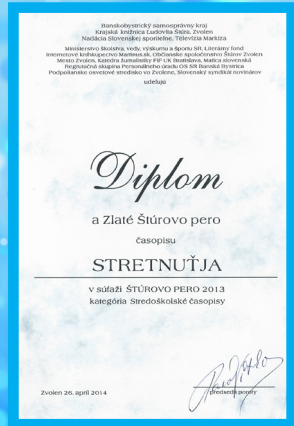 Banskobystrický samosprávny kraj
Krajská knižnica Ľudovíta Štúra, Zvolen
Nadácia Slovenskej sporiteľne, Televízia Markíza
Ministerstvo školstva, vedy, výskumu a športu SR, Literárny fond
Internetové kníhkupectvo Martinus.sk, Občianske spoločenstvo Štúrov Zvolen
Mesto Zvolen, Katedra žurnalistiky FiF UK Bratislava, Matica slovenská
Regrutačná skupina Personálneho úradu OS SR Banská Bystrica
Podpolianske osvetové stredisko vo Zvolene, Slovenský syndikát novinárov
udeľujú
Diplom
a Zlaté Štúrovo pero
časopisu
STRETNUŤJA
v súťaži ŠTÚROVO PERO 2013
kategória Stredoškolské časopisy
Zvolen 26. apríl 2014
predseda poroty